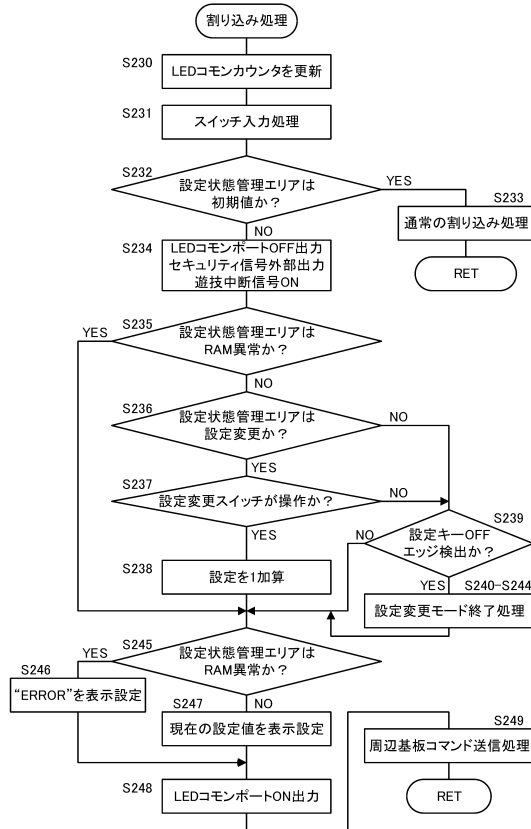 割り込み処理
S230
LEDコモンカウンタを更新
S231
スイッチ入力処理
S232
設定状態管理エリアは
初期値か？
YES
NO
S233
通常の割り込み処理
RET
S234
LEDコモンポートOFF出力
セキュリティ信号外部出力
遊技中断信号ON
S235
YES
設定状態管理エリアは
RAM異常か？
NO
S236
設定状態管理エリアは
設定変更か？
NO
YES
S237
設定変更スイッチが操作か？
NO
YES
S239
NO
設定キーOFF
エッジ検出か？
YES
S238
設定を1加算
S240-S244
設定変更モード終了処理
S245
YES
設定状態管理エリアは
RAM異常か？
NO
S246
“ERROR”を表示設定
S247
現在の設定値を表示設定
S248
LEDコモンポートON出力
S249
周辺基板コマンド送信処理
RET